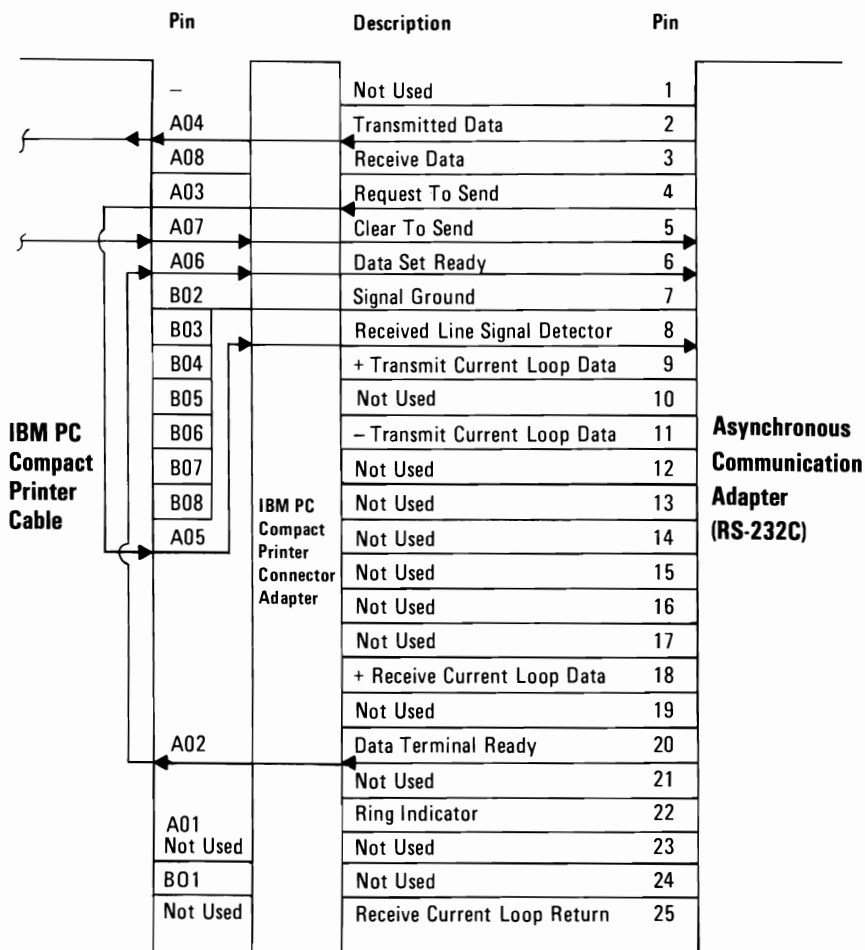 Pin Description Pin
– Not Used 1
A04 Transmitted Data 2
A08 Receive Data 3
A03 Request To Send 4
A07 Clear To Send 5
A06 Data Set Ready 6
B02 Signal Ground 7
B03 Received Line Signal Detector 8
B04 + Transmit Current Loop Data 9
B05 Not Used 10
B06 – Transmit Current Loop Data 11
B07 Not Used 12
B08 Not Used 13
A05 Not Used 14
Not Used 15
Not Used 16
Not Used 17
+ Receive Current Loop Data 18
Not Used 19
A02 Data Terminal Ready 20
Not Used 21
A01 Ring Indicator 22
Not Used Not Used 23
B01 Not Used 24
Not Used Receive Current Loop Return 25
IBM PC
Compact
Printer
Cable
IBM PC
Compact
Printer
Connector
Adapter
Asynchronous
Communication
Adapter
(RS-232C)